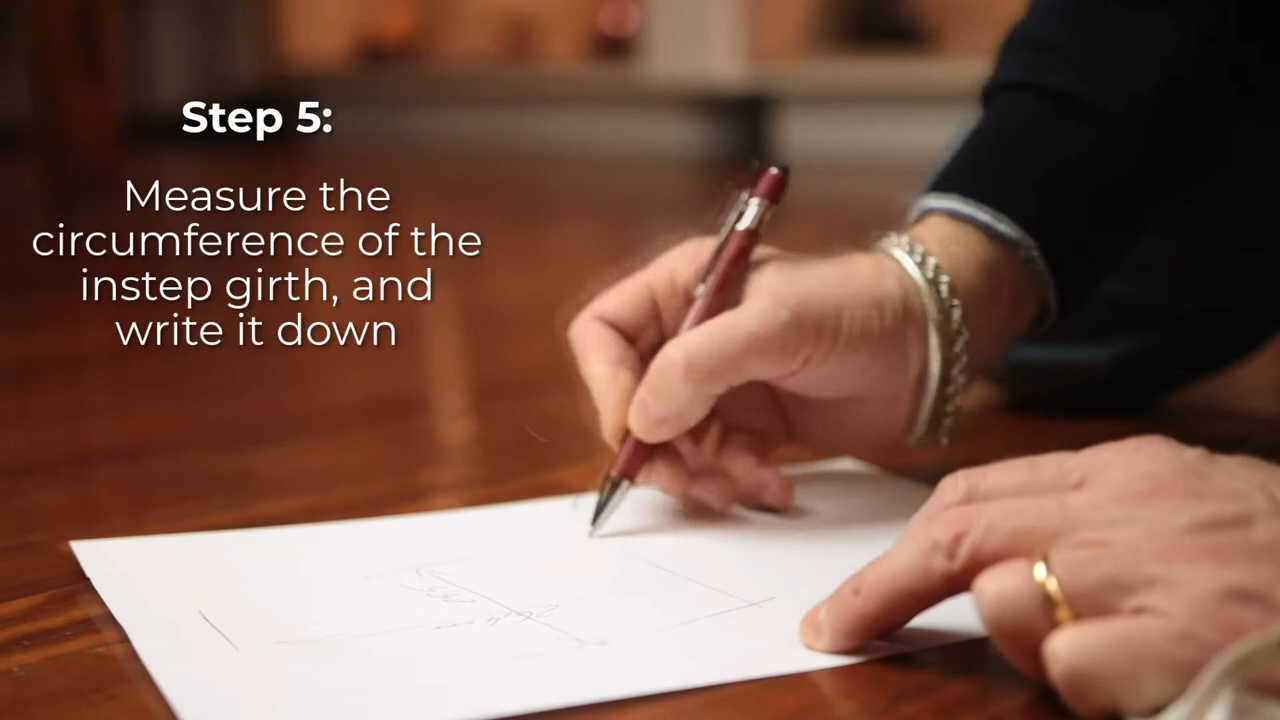 Step 5:
Measure the
circumference of the
instep girth, and
write it down